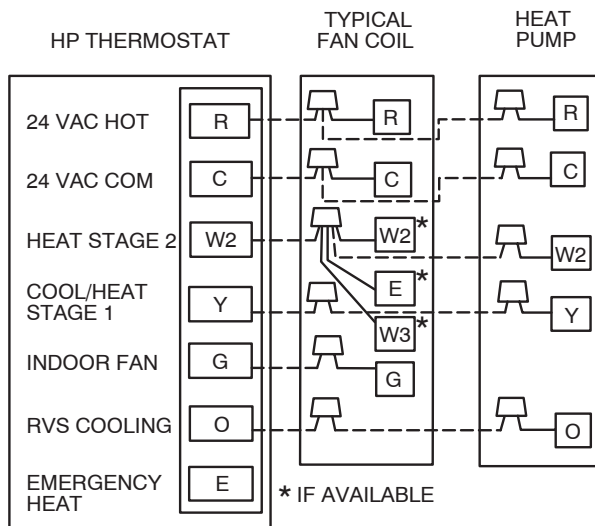 HP THERMOSTAT
TYPICAL
FAN COIL
HEAT
PUMP
24 VAC HOT R R R
24 VAC COM C C C
HEAT STAGE 2 W2 W2* W2
E*
COOL/HEAT
STAGE 1 Y W3* Y
INDOOR FAN G G
RVS COOLING O O
EMERGENCY
HEAT E
* IF AVAILABLE